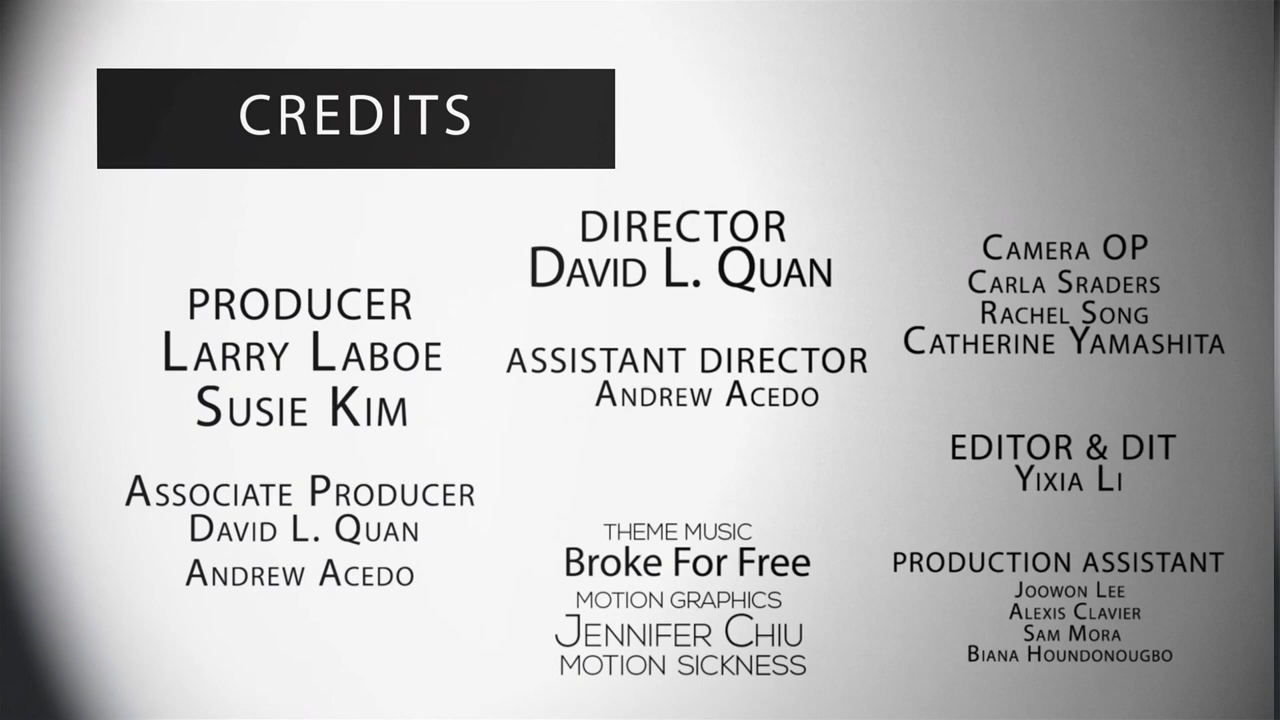 CREDITS
PRODUCER
LARRY LABOE
SUSIE KIM
ASSOCIATE PRODUCER
DAVID L. QUAN
ANDREW ACEDO
DIRECTOR
DAVID L. QUAN
ASSISTANT DIRECTOR
ANDREW ACEDO
THEME MUSIC
Broke For Free
MOTION GRAPHICS
JENNIFER CHIU
MOTION SICKNESS
CAMERA OP
CARLA SRADERS
RACHEL SONG
CATHERINE YAMASHITA
EDITOR & DIT
YIXIA LI
PRODUCTION ASSISTANT
JOOWON LEE
ALEXIS CLAVIER
SAM MORA
BIANA HOUNDONOUGBO